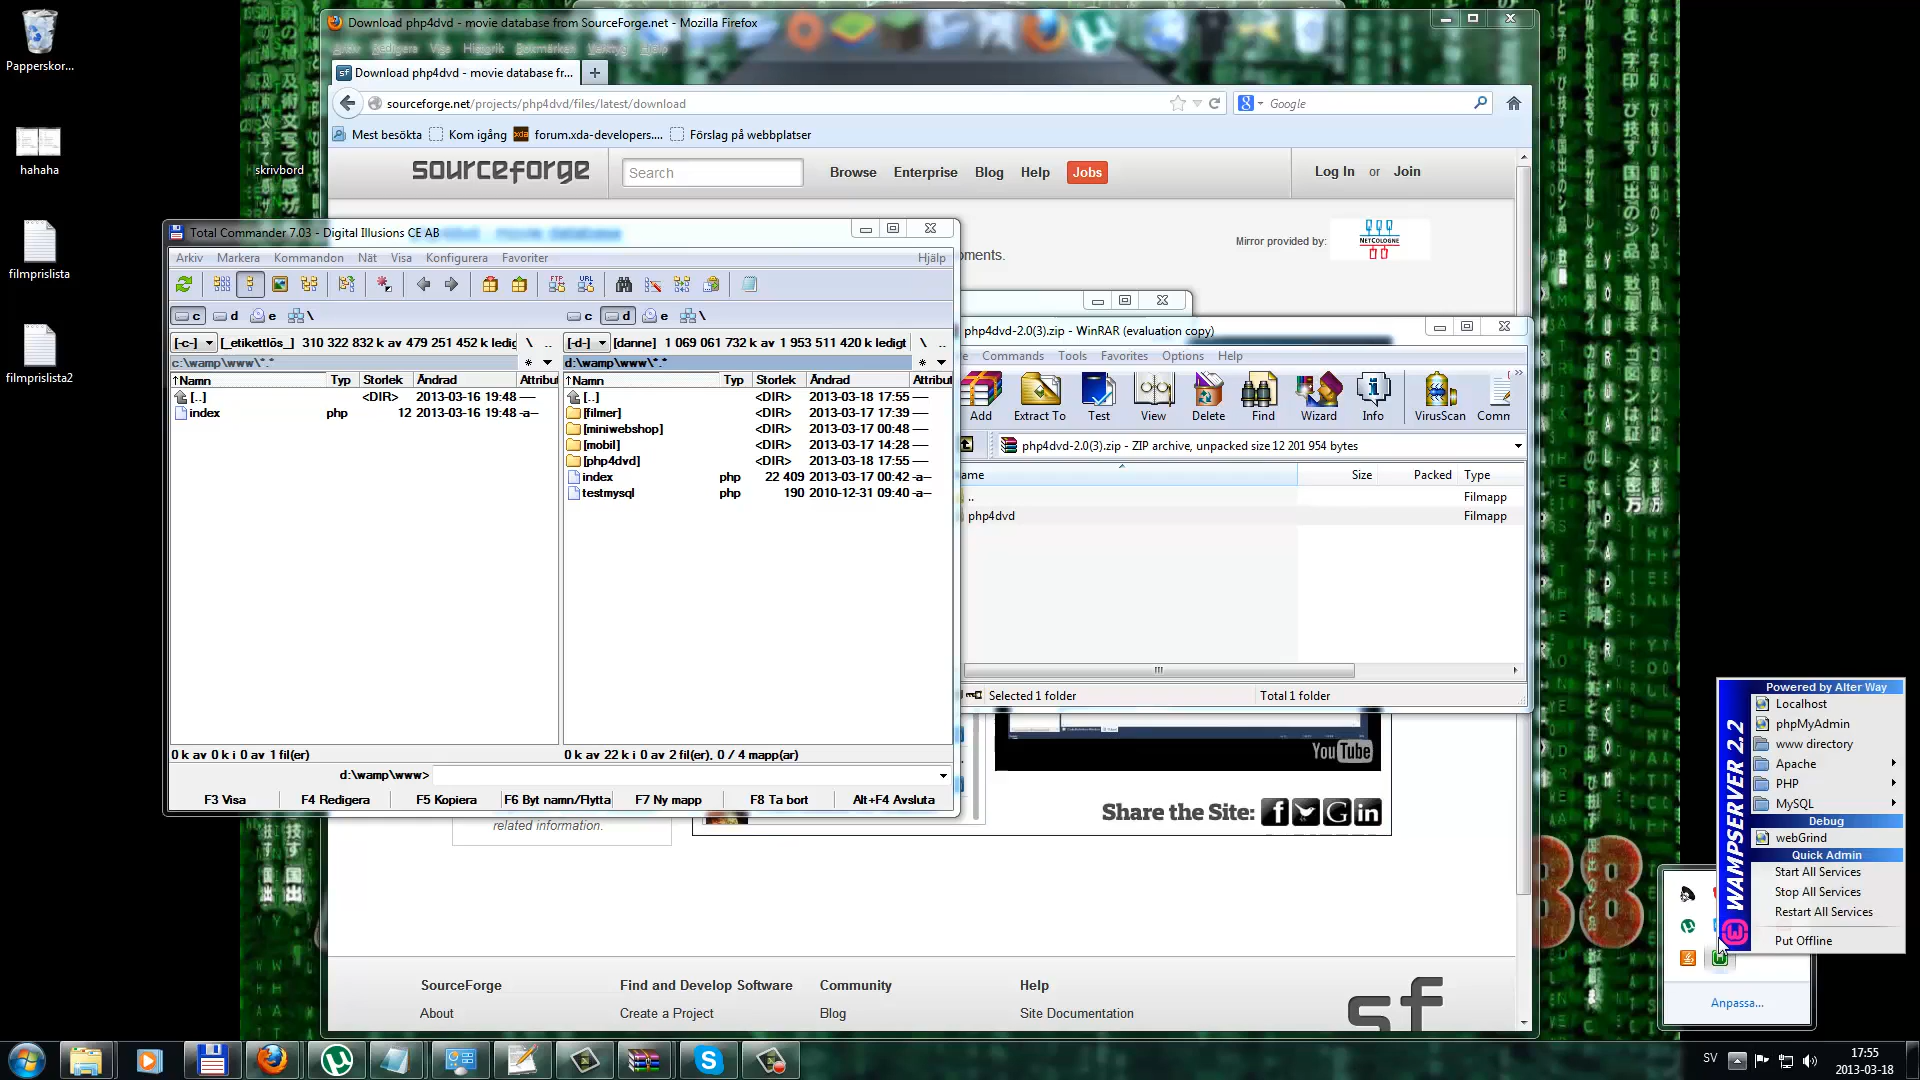 Papperskor...
hahaha
filmprislista
filmprislista2
skrivbord
Download php4dvd - movie database from SourceForge.net - Mozilla Firefox
Arkiv Redigera Visa Historik Bokmärken Verktyg Hjälp
Download php4dvd - movie database fr...
sourceforge.net/projects/php4dvd/files/latest/download
Google
Mest besökta Kom igång forum.xda-developers.... Förslag på webbplatser
sourceforge
Search
Browse Enterprise Blog Help Jobs
Log In or Join
Mirror provided by:
NETCOLOGNE
Total Commander 7.03 - Digital Illusions CE AB
Arkiv Markera Kommandon Nät Visa Konfigurera Favoriter Hjälp
FTP URL
c d e \ c d e \
[-c-] [_etikettlös_] 310 322 832 k av 479 251 452 k ledig \ ..
[-d-] [danne] 1 069 061 732 k av 1 953 511 420 k ledigt \ ..
c:\wamp\www\*.* * 
d:\wamp\www\*.* *
↑Namn Typ Storlek Ändrad Attribut
[..] <DIR> 2013-03-16 19:48 ----
index php 12 2013-03-16 19:48 -a--
↑Namn Typ Storlek Ändrad Attribut
[..] <DIR> 2013-03-18 17:55 ----
[filmer] <DIR> 2013-03-17 17:39 ----
[miniwebshop] <DIR> 2013-03-17 00:48 ----
[mobil] <DIR> 2013-03-17 14:28 ----
[php4dvd] <DIR> 2013-03-18 17:55 ----
index php 22 409 2013-03-17 00:42 -a--
testmysql php 190 2010-12-31 09:40 -a--
0 k av 0 k i 0 av 1 fil(er)
0 k av 22 k i 0 av 2 fil(er), 0 / 4 mapp(ar)
d:\wamp\www>
F3 Visa F4 Redigera F5 Kopiera F6 Byt namn/Flytta F7 Ny mapp F8 Ta bort Alt+F4 Avsluta
oments.
php4dvd-2.0(3).zip - WinRAR (evaluation copy)
e Commands Tools Favorites Options Help
Add Extract To Test View Delete Find Wizard Info VirusScan Comn
php4dvd-2.0(3).zip - ZIP archive, unpacked size 12 201 954 bytes
ame Size Packed Type
.. Filmapp
php4dvd Filmapp
Selected 1 folder
Total 1 folder
YouTube
Share the Site: f G in
related information.
SourceForge
About
Find and Develop Software
Create a Project
Community
Blog
Help
Site Documentation
sf
WAMPSERVER 2.2
Powered by Alter Way
Localhost
phpMyAdmin
www directory
Apache
PHP
MySQL
Debug
webGrind
Quick Admin
Start All Services
Stop All Services
Restart All Services
Put Offline
Anpassa...
SV
17:55
2013-03-18